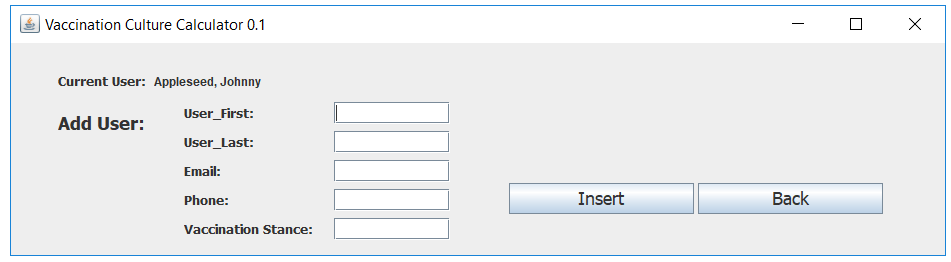 Vaccination Culture Calculator 0.1
Current User: Appleseed, Johnny
Add User:
User_First:
User_Last:
Email:
Phone:
Vaccination Stance:
Insert
Back